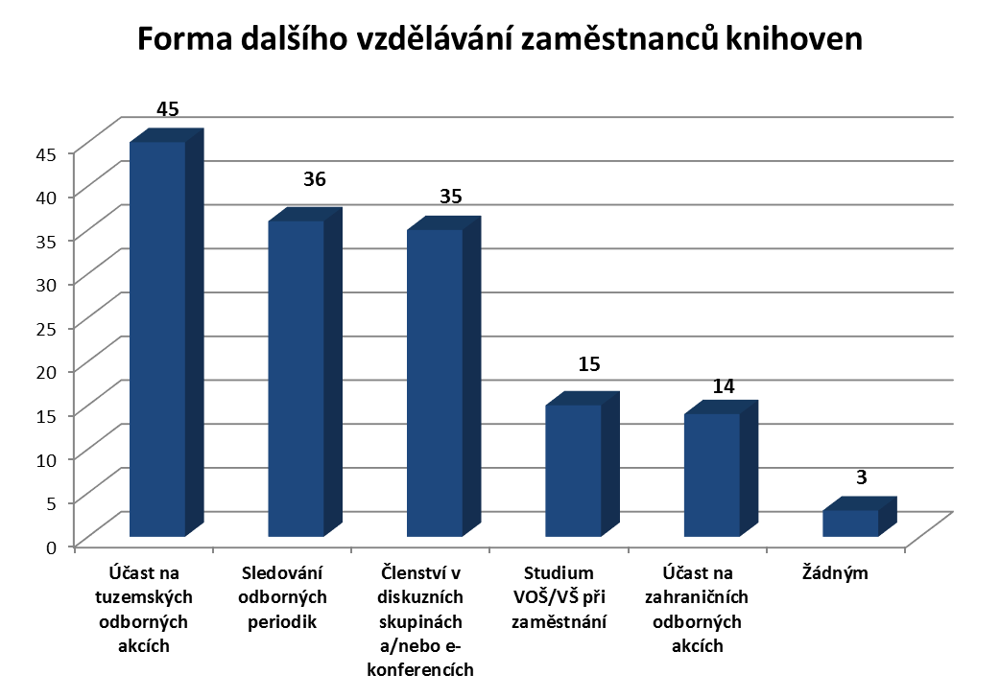 Forma dalšího vzdělávání zaměstnanců knihoven
45
36
35
15
14
3
45
40
35
30
25
20
15
10
5
0
Účast na
tuzemských
odborných
akcích
Sledování
odborných
periodik
Členství v
diskuzních
skupinách
a/nebo e-
konferencích
Studium
VOŠ/VŠ při
zaměstnání
Účast na
zahraničních
odborných
akcích
Žádným